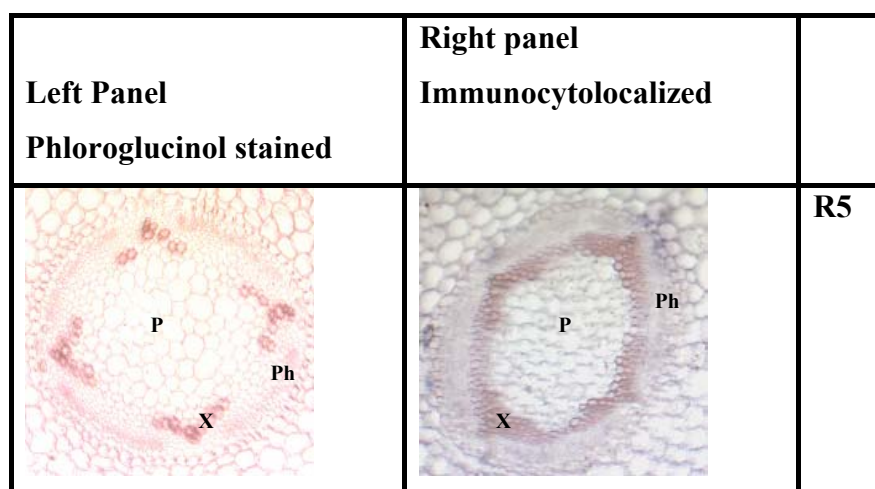 Left Panel
Phloroglucinol stained
Right panel
Immunocytolocalized
P
Ph
X
P
Ph
X
R5